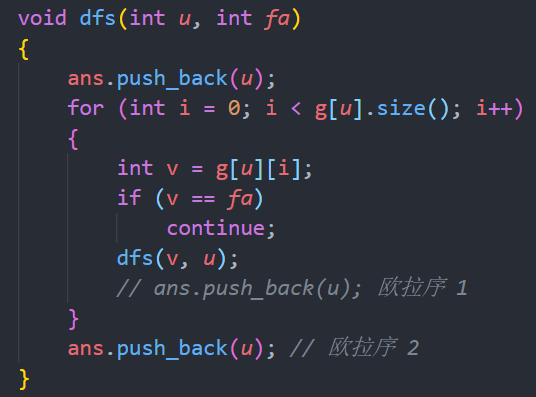 void dfs(int u, int fa)
{
    ans.push_back(u);
    for (int i = 0; i < g[u].size(); i++)
    {
        int v = g[u][i];
        if (v == fa)
            continue;
        dfs(v, u);
        // ans.push_back(u); 欧拉序 1
    }
    ans.push_back(u); // 欧拉序 2
}